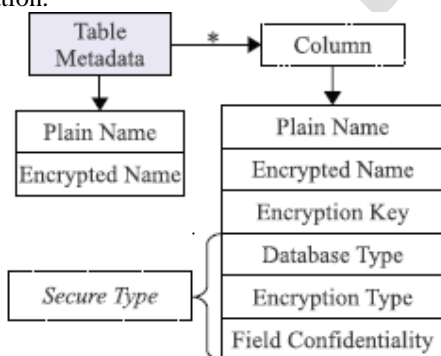 ation.
Table
Metadata
*
Column
Plain Name
Encrypted Name
Plain Name
Encrypted Name
Encryption Key
Database Type
Encryption Type
Field Confidentiality
Secure Type